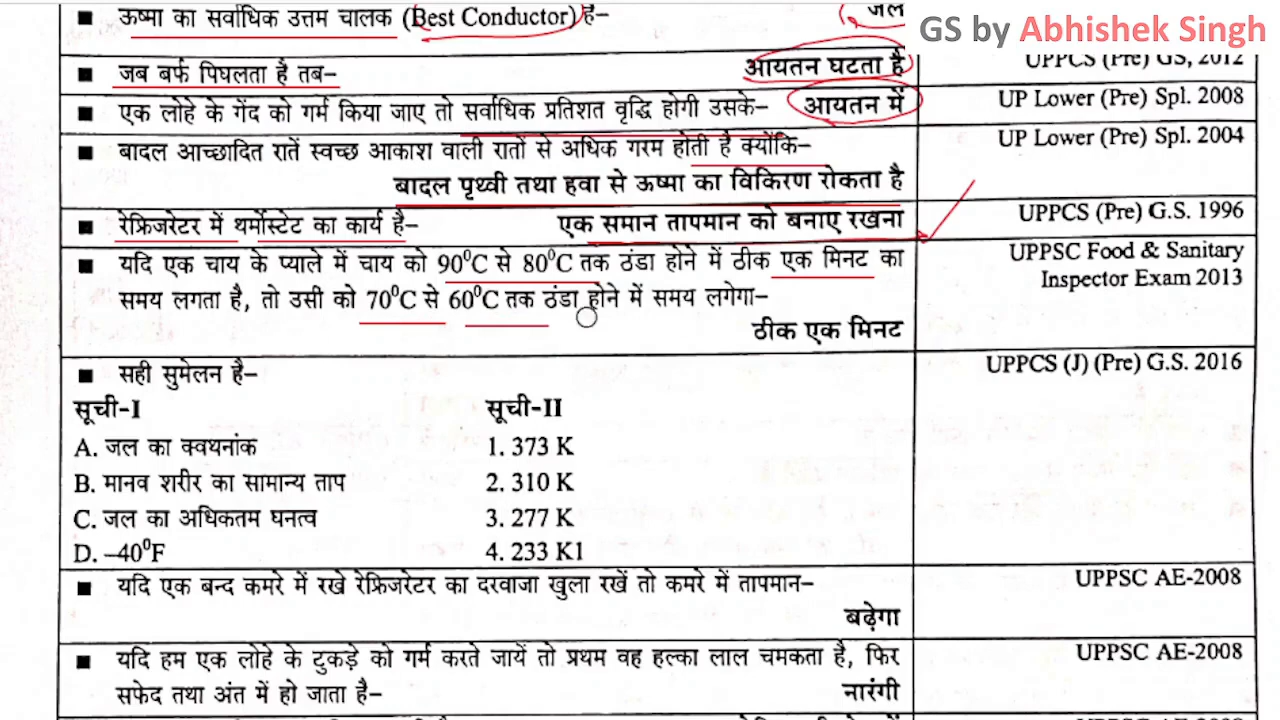 ■ ऊष्मा का सर्वाधिक उत्तम चालक (Best Conductor) है–
जल
GS by Abhishek Singh
■ जब बर्फ पिघलता है तब–
आयतन घटता है
UPPCS (Pre) GS, 2012
■ एक लोहे के गेंद को गर्म किया जाए तो सर्वाधिक प्रतिशत वृद्धि होगी उसके–
आयतन में
UP Lower (Pre) Spl. 2008
■ बादल आच्छादित रातें स्वच्छ आकाश वाली रातों से अधिक गरम होती है क्योंकि–
UP Lower (Pre) Spl. 2004
बादल पृथ्वी तथा हवा से ऊष्मा का विकिरण रोकता है
■ रेफ्रिजरेटर में थर्मोस्टेट का कार्य है–
एक समान तापमान को बनाए रखना
UPPCS (Pre) G.S. 1996
■ यदि एक चाय के प्याले में चाय को 90⁰C से 80⁰C तक ठंडा होने में ठीक एक मिनट का
UPPSC Food & Sanitary
समय लगता है, तो उसी को 70⁰C से 60⁰C तक ठंडा होने में समय लगेगा–
Inspector Exam 2013
ठीक एक मिनट
■ सही सुमेलन है–
UPPCS (J) (Pre) G.S. 2016
सूची-I सूची-II
A. जल का क्वथनांक 1. 373 K
B. मानव शरीर का सामान्य ताप 2. 310 K
C. जल का अधिकतम घनत्व 3. 277 K
D. –40⁰F 4. 233 K1
■ यदि एक बन्द कमरे में रखे रेफ्रिजरेटर का दरवाजा खुला रखें तो कमरे में तापमान–
UPPSC AE-2008
बढ़ेगा
■ यदि हम एक लोहे के टुकड़े को गर्म करते जायें तो प्रथम वह हल्का लाल चमकता है, फिर
UPPSC AE-2008
सफेद तथा अंत में हो जाता है–
नारंगी